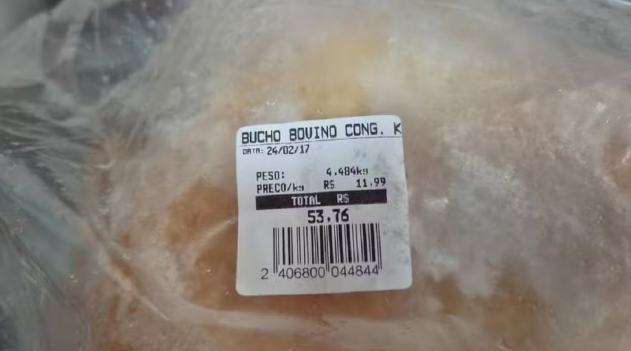 BUCHO BOVINO CONG. K
DATA: 24/02/17
PESO: 4.484kg
PRECO/kg R$ 11.99
TOTAL R$
53,76
2 406800 044844